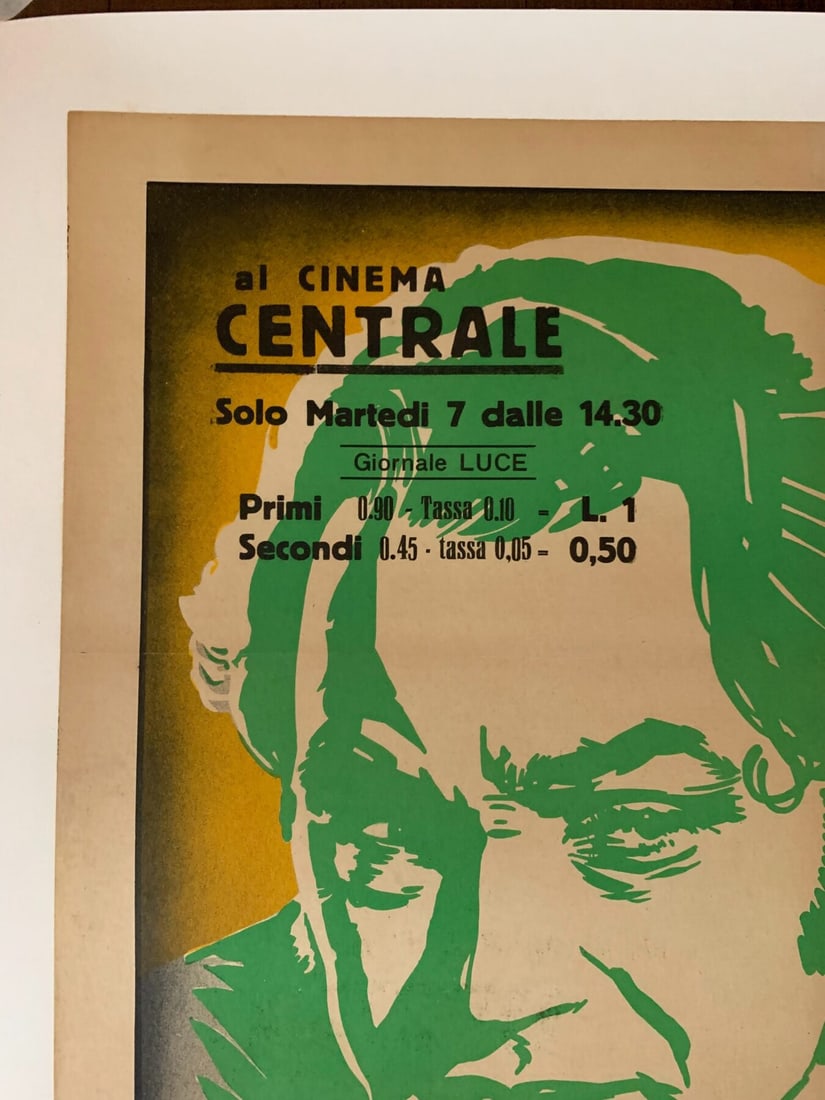 al CINEMA
CENTRALE
Solo Martedi 7 dalle 14.30
Giornale LUCE
Primi 0.90 - Tassa 0.10 = L. 1
Secondi 0.45 - tassa 0,05 = 0,50